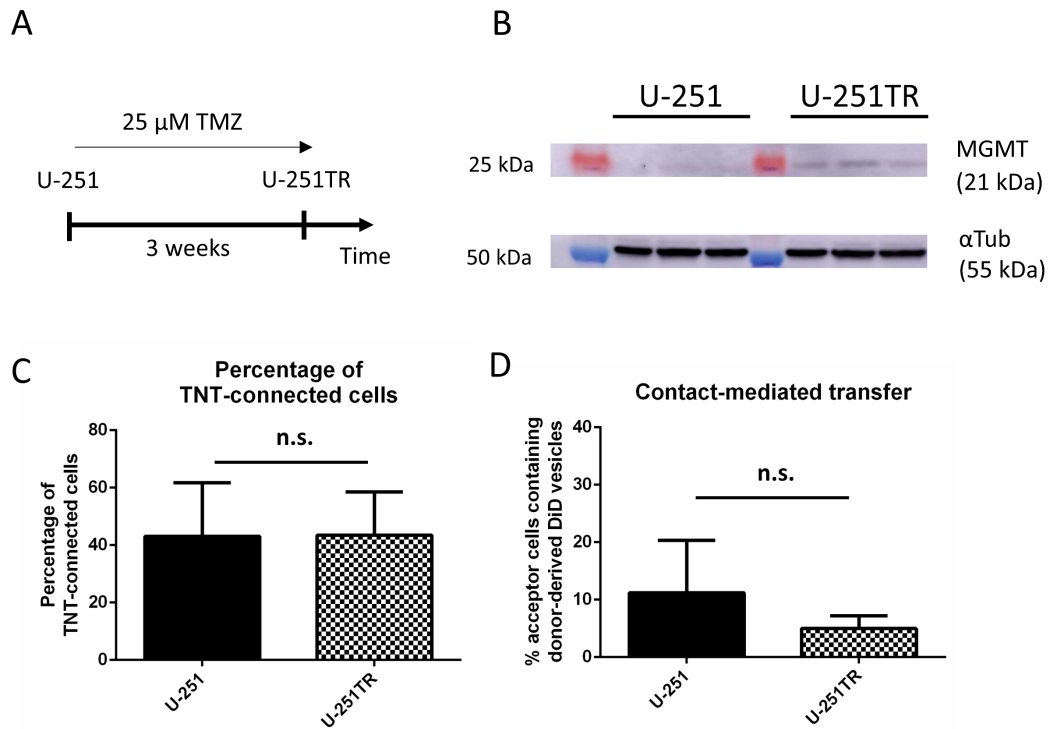 A
25 μM TMZ
U-251
U-251TR
3 weeks
Time
B
U-251
U-251TR
25 kDa
MGMT
(21 kDa)
50 kDa
αTub
(55 kDa)
C
Percentage of
TNT-connected cells
Percentage of
TNT-connected cells
80
60
40
20
0
n.s.
U-251
U-251TR
D
Contact-mediated transfer
% acceptor cells containing
donor-derived DiD vesicles
40
30
20
10
0
n.s.
U-251
U-251TR